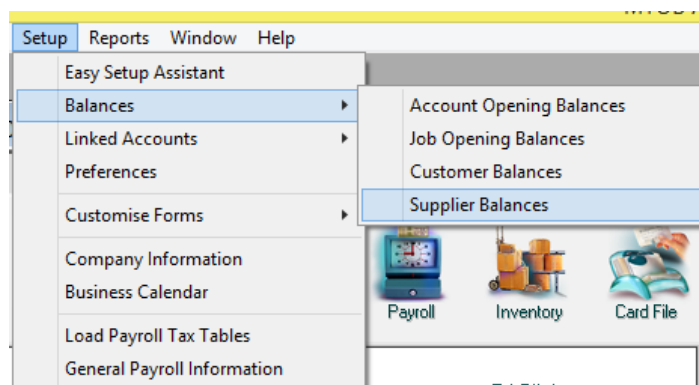 Setup Reports Window Help
Easy Setup Assistant
Balances
Account Opening Balances
Linked Accounts
Job Opening Balances
Preferences
Customer Balances
Customise Forms
Supplier Balances
Company Information
Business Calendar
Payroll Inventory Card File
Load Payroll Tax Tables
General Payroll Information